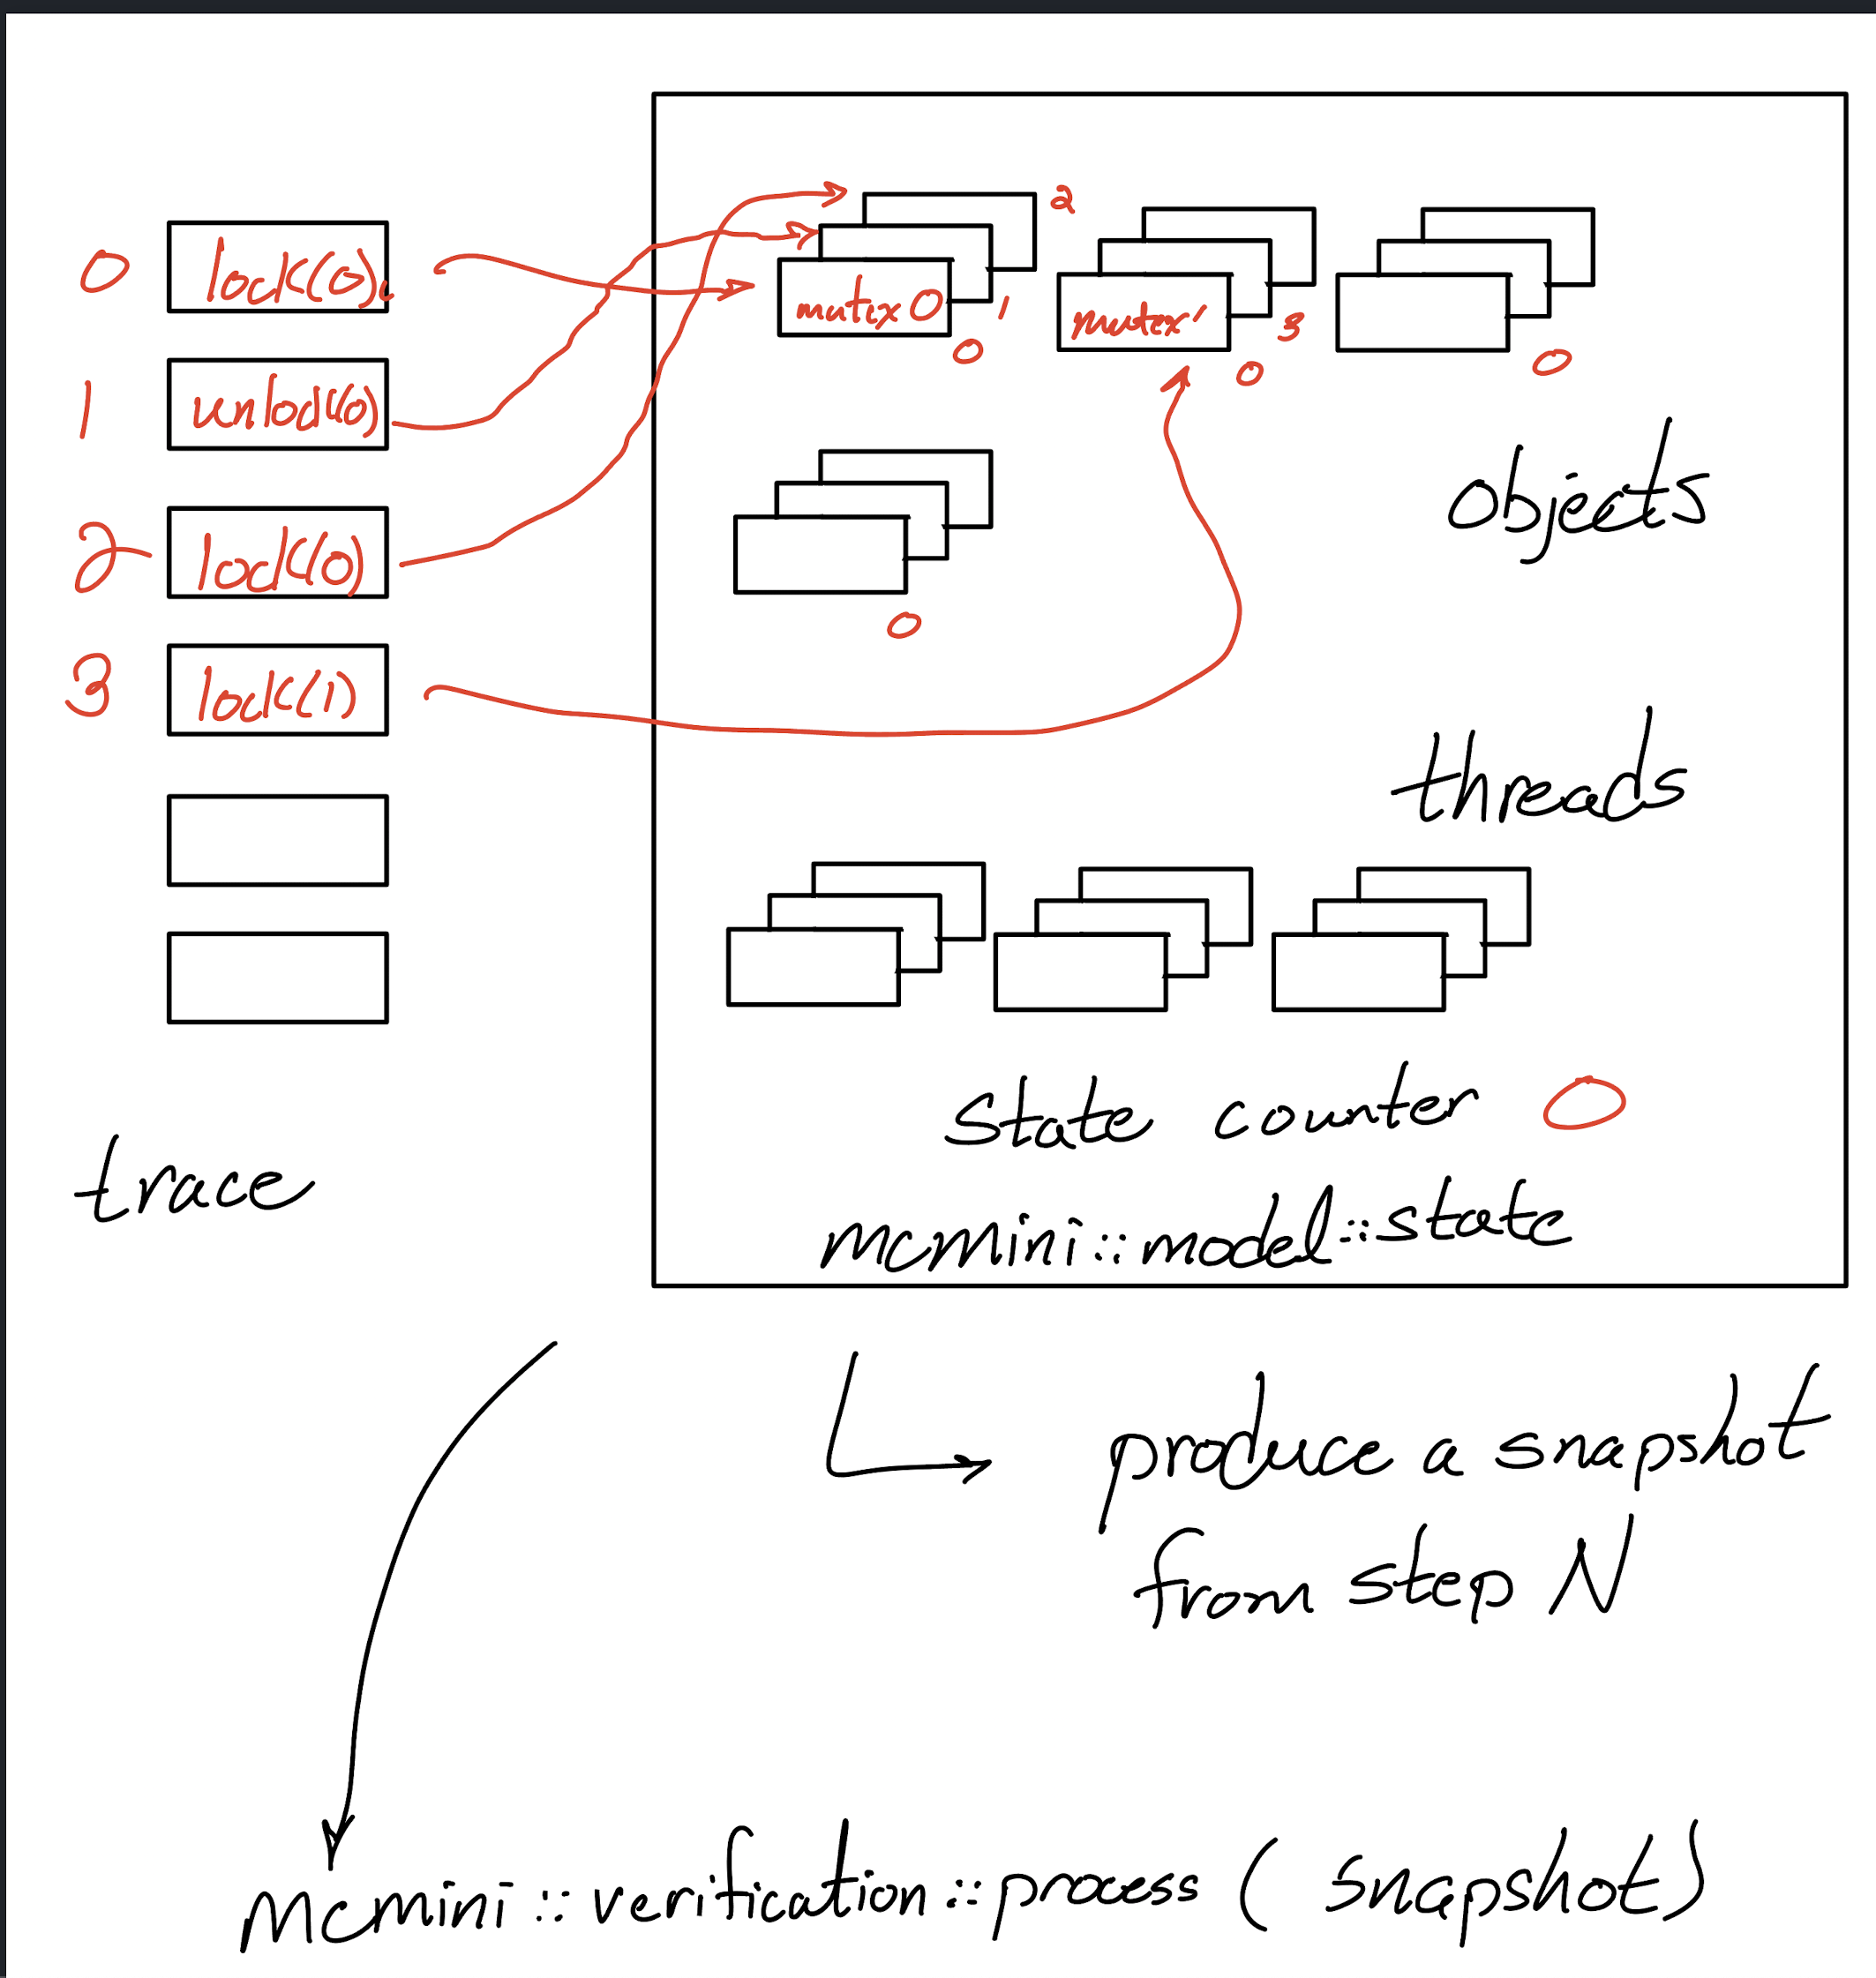 0 lock(0)
1 unlock(0)
2 lock(0)
3 lock(1)
trace
2
mutex 0
1
0
mutex 1
3
0
0
0
objects
threads
state counter 0
mcmini::model::state
produce a snapshot
from step N
mcmini::verification::process (snapshot)